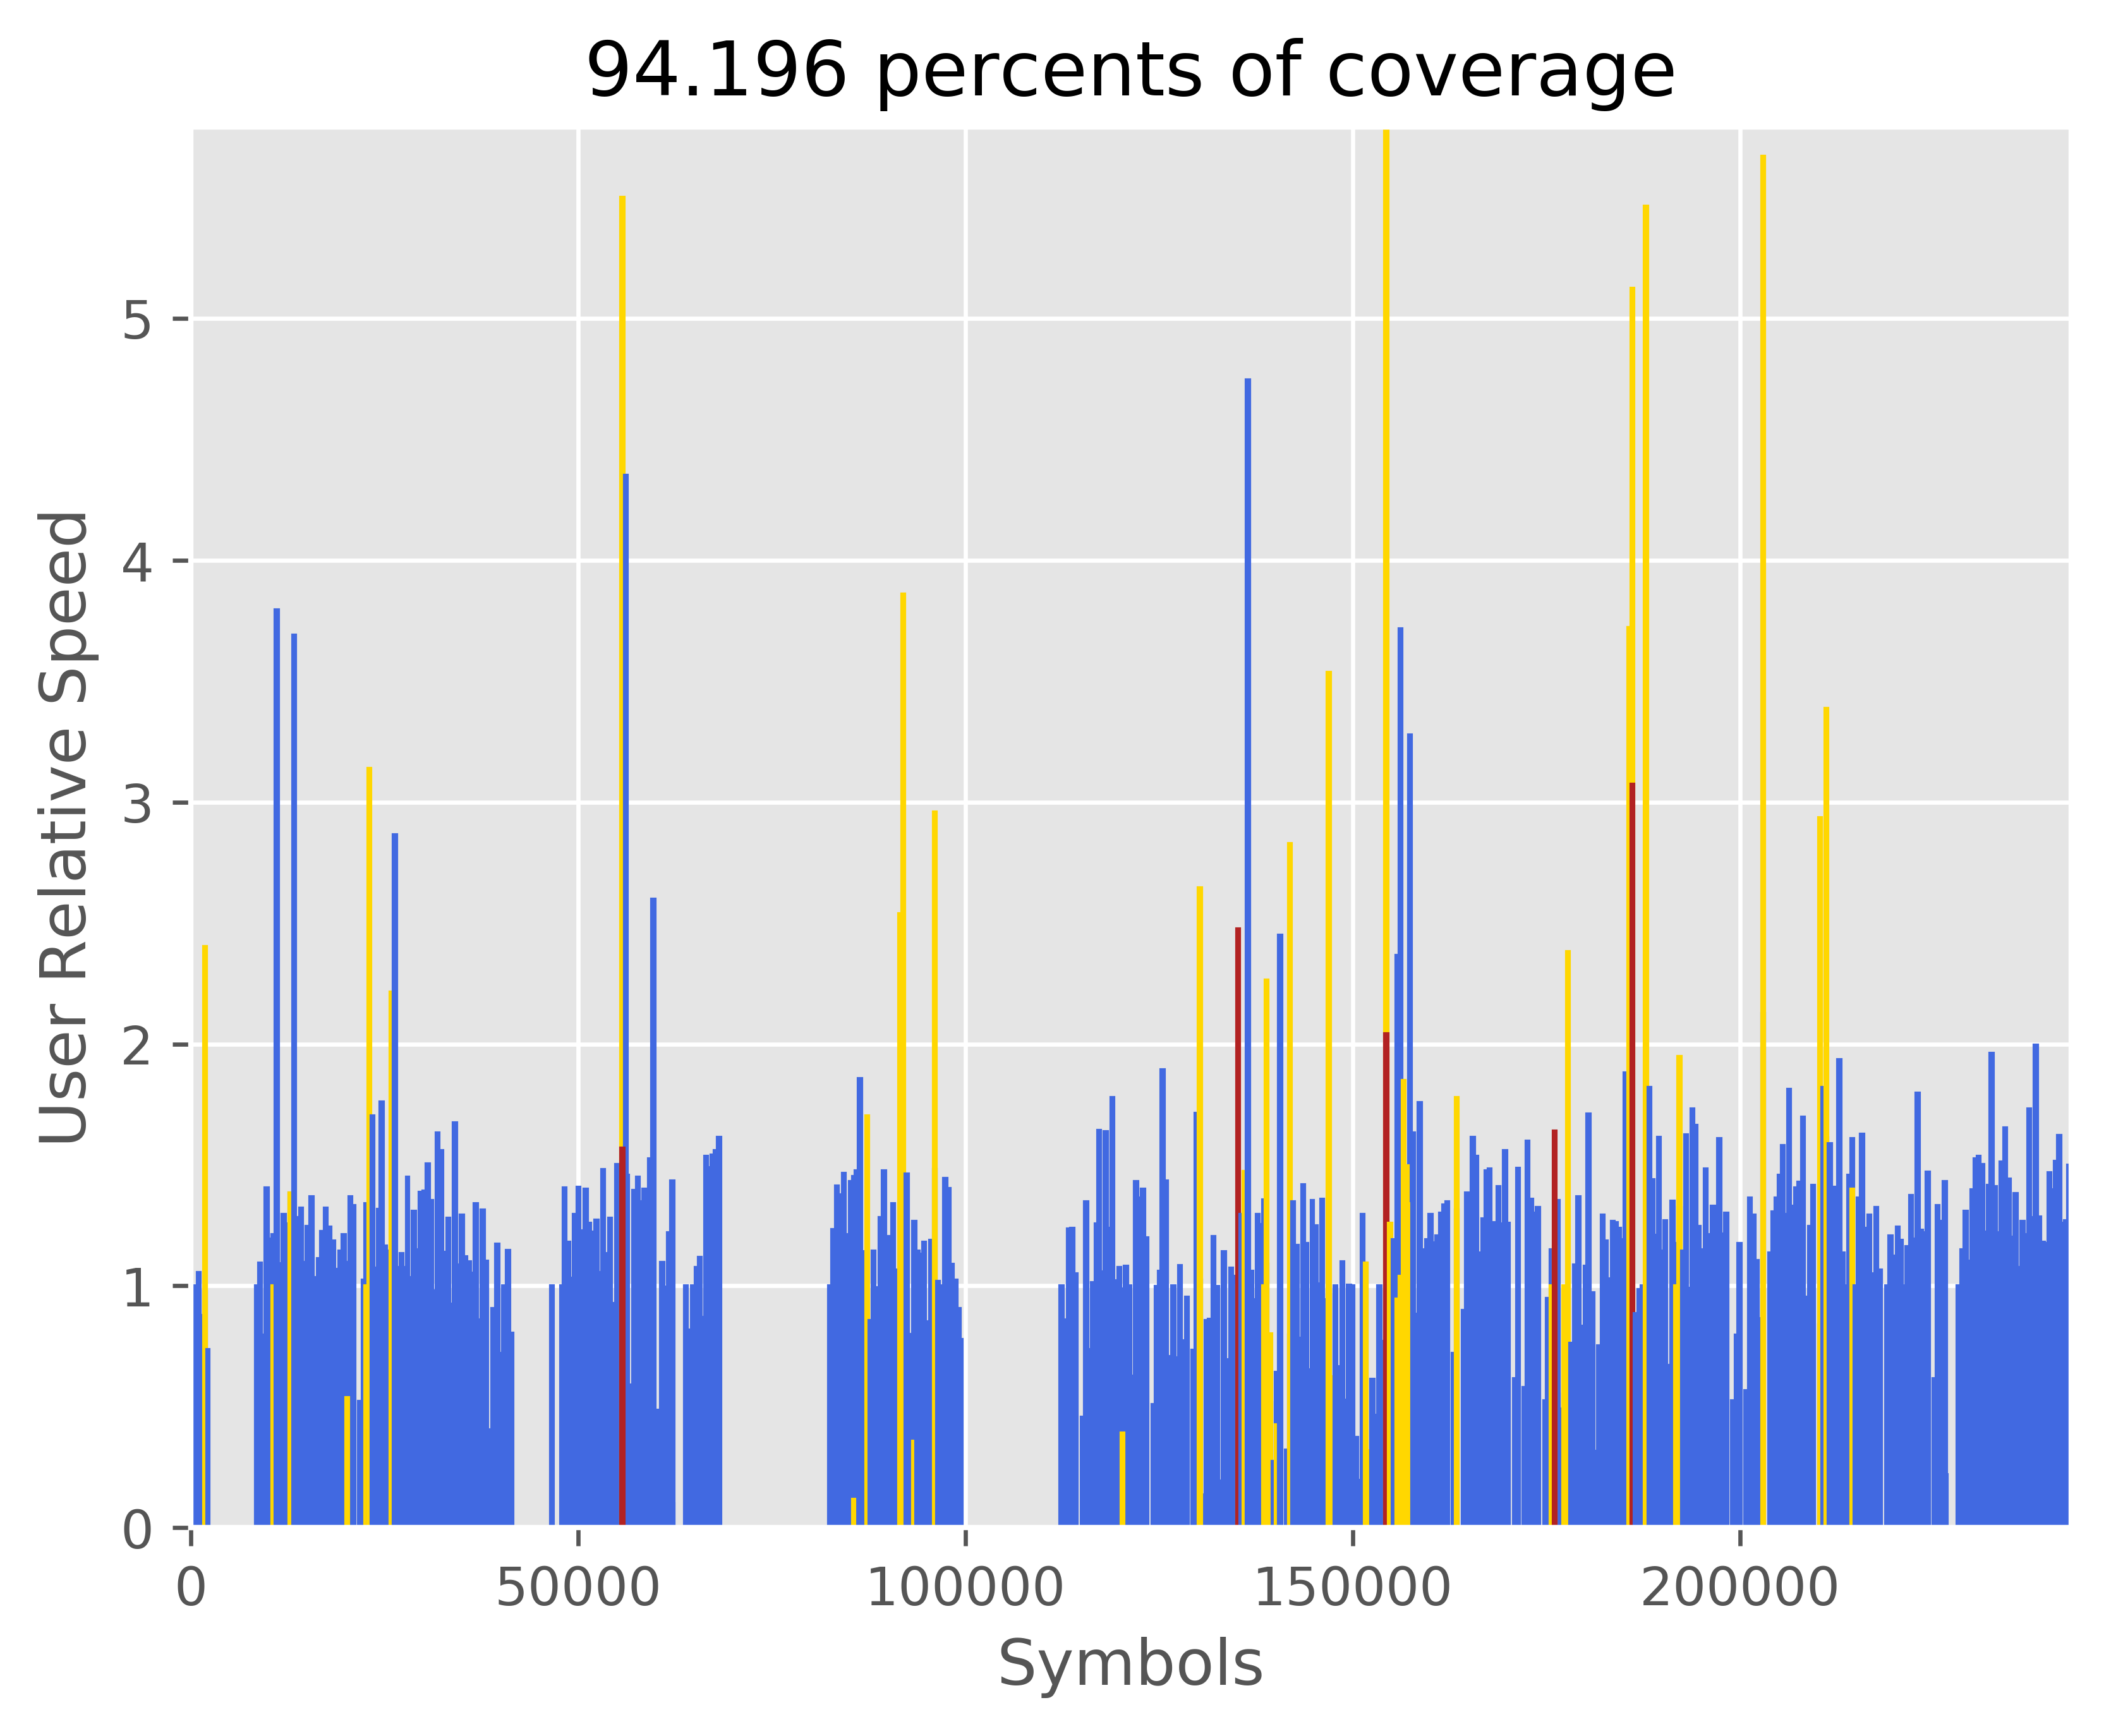 94.196 percents of coverage
User Relative Speed
5
4
3
2
1
0
0 50000 100000 150000 200000
Symbols